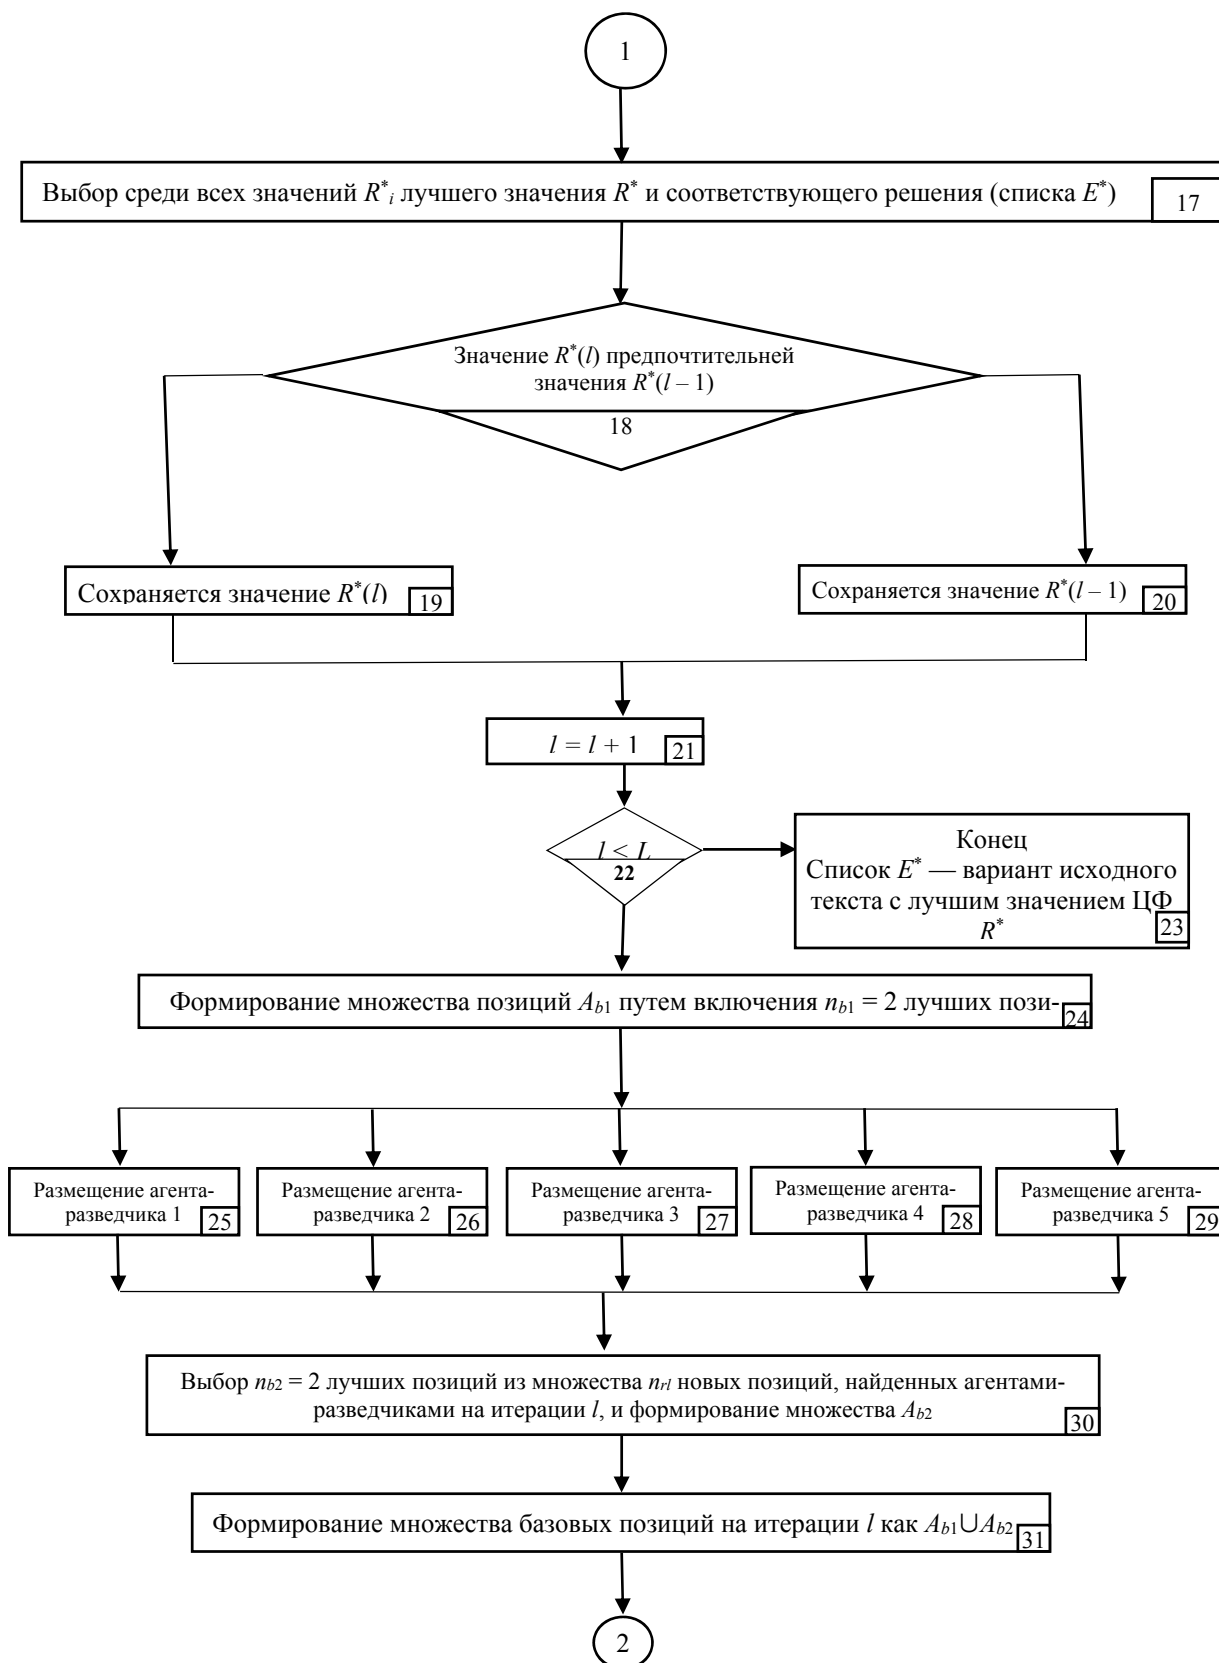 1
Выбор среди всех значений R*i лучшего значения R* и соответствующего решения (списка E*)
17
Значение R*(l) предпочтительней
значения R*(l – 1)
18
Сохраняется значение R*(l)
19
Сохраняется значение R*(l – 1)
20
l = l + 1
21
l < L
22
Конец
Список E* — вариант исходного
текста с лучшим значением ЦФ
R*
23
Формирование множества позиций Ab1 путем включения nb1 = 2 лучших пози-
24
Размещение агента-
разведчика 1
25
Размещение агента-
разведчика 2
26
Размещение агента-
разведчика 3
27
Размещение агента-
разведчика 4
28
Размещение агента-
разведчика 5
29
Выбор nb2 = 2 лучших позиций из множества nrl новых позиций, найденных агентами-
разведчиками на итерации l, и формирование множества Ab2
30
Формирование множества базовых позиций на итерации l как Ab1∪Ab2
31
2